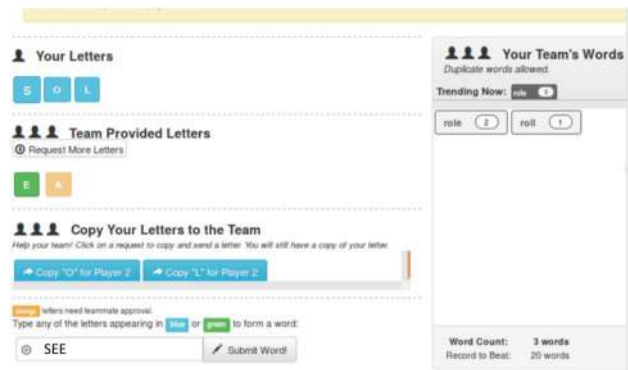 Your Letters
S O L
Team Provided Letters
Request More Letters
E A
Copy Your Letters to the Team
Help your team! Click on a request to copy and send a letter. You will still have a copy of your letter.
Copy "O" for Player 2 Copy "L" for Player 2
letters need teammate approval.
Type any of the letters appearing in blue or green to form a word:
SEE Submit Word!
Your Team's Words
Duplicate words allowed.
Trending Now: role 2
role 2 roll 1
Word Count: 3 words
Record to Beat: 20 words